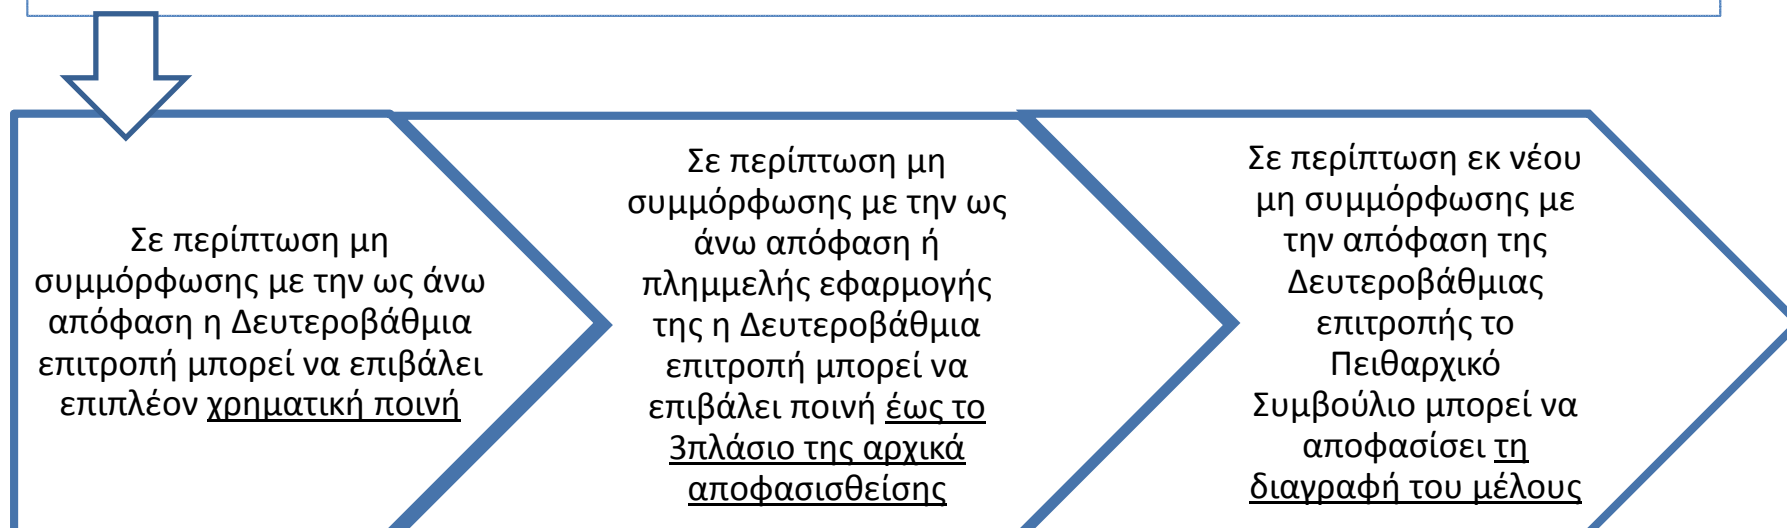 Σε περίπτωση μη
συμμόρφωσης με την ως άνω
απόφαση η Δευτεροβάθμια
επιτροπή μπορεί να επιβάλει
επιπλέον χρηματική ποινή
Σε περίπτωση μη
συμμόρφωσης με την ως
άνω απόφαση ή
πλημμελής εφαρμογής
της η Δευτεροβάθμια
επιτροπή μπορεί να
επιβάλει ποινή έως το
3πλάσιο της αρχικά
αποφασισθείσης
Σε περίπτωση εκ νέου
μη συμμόρφωσης με
την απόφαση της
Δευτεροβάθμιας
επιτροπής το
Πειθαρχικό
Συμβούλιο μπορεί να
αποφασίσει τη
διαγραφή του μέλους